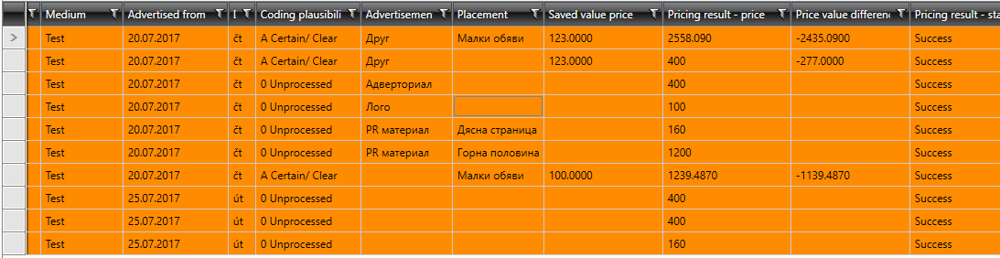 Medium Advertised from I Coding plausibili Advertisemen Placement Saved value price Pricing result - price Price value differenc Pricing result - sta
Test 20.07.2017 čt A Certain/ Clear Друг Малки обяви 123.0000 2558.090 -2435.0900 Success
Test 20.07.2017 čt A Certain/ Clear Друг 123.0000 400 -277.0000 Success
Test 20.07.2017 čt 0 Unprocessed Адверториал 400 Success
Test 20.07.2017 čt 0 Unprocessed Лого 100 Success
Test 20.07.2017 čt 0 Unprocessed PR материал Дясна страница 160 Success
Test 20.07.2017 čt 0 Unprocessed PR материал Горна половина 1200 Success
Test 20.07.2017 čt A Certain/ Clear Малки обяви 100.0000 1239.4870 -1139.4870 Success
Test 25.07.2017 út 0 Unprocessed 400 Success
Test 25.07.2017 út 0 Unprocessed 400 Success
Test 25.07.2017 út 0 Unprocessed 160 Success